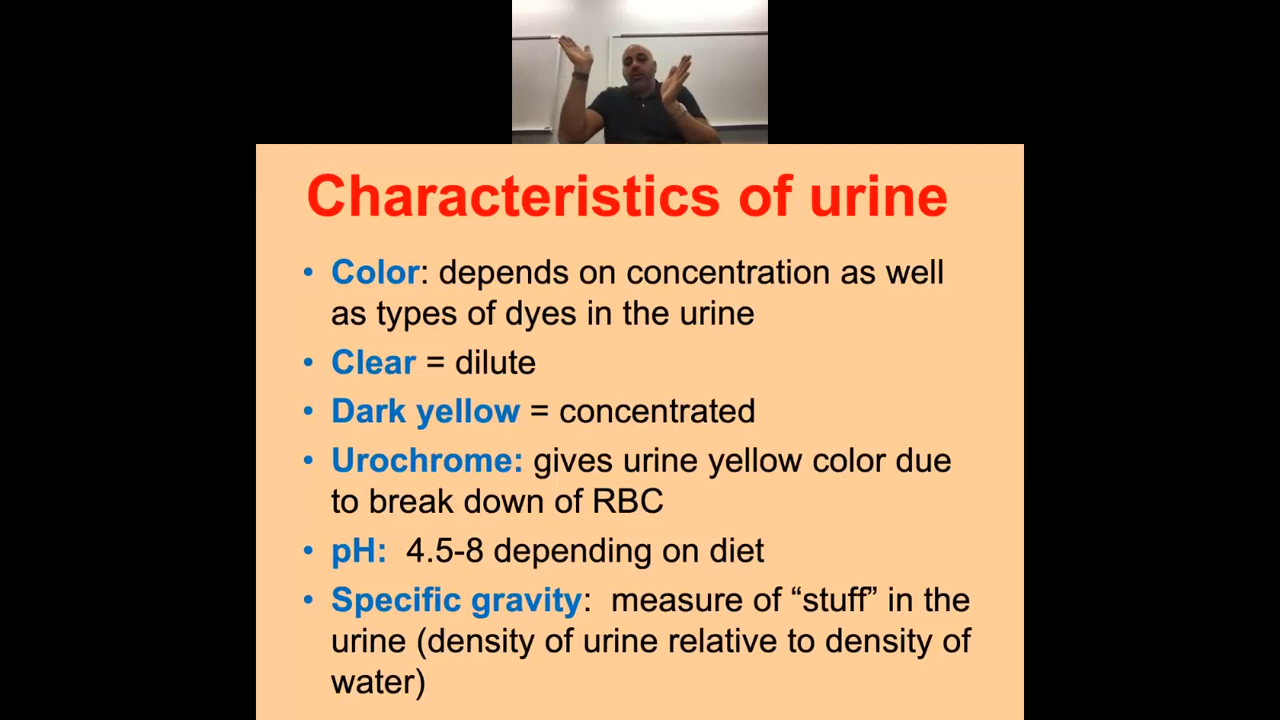 Characteristics of urine
• Color: depends on concentration as well
as types of dyes in the urine
• Clear = dilute
• Dark yellow = concentrated
• Urochrome: gives urine yellow color due
to break down of RBC
• pH:  4.5-8 depending on diet
• Specific gravity:  measure of “stuff” in the
urine (density of urine relative to density of
water)